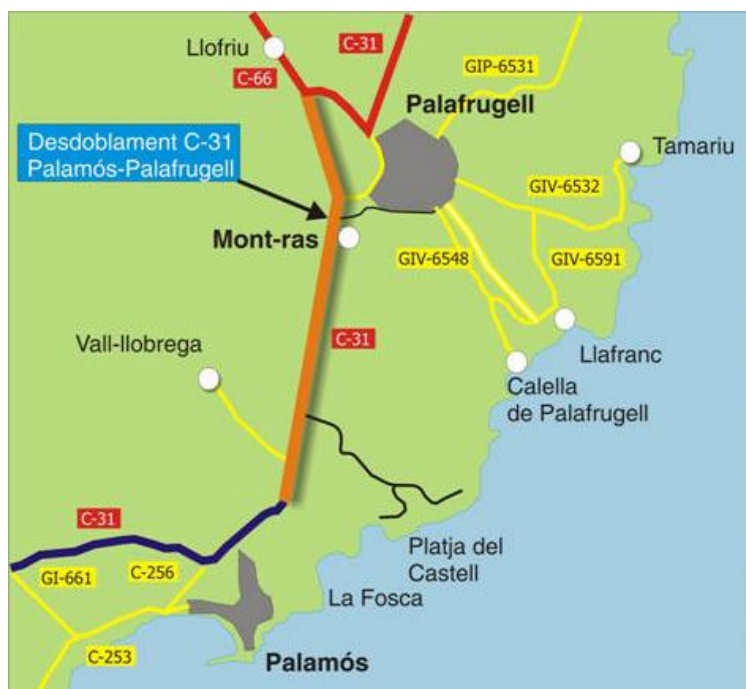 Llofriu
C-31
C-66
GIP-6531
Palafrugell
Desdoblament C-31
Palamós-Palafrugell
Tamariu
GIV-6532
Mont-ras
GIV-6548
GIV-6591
C-31
Vall-llobrega
Llafranc
Calella
de Palafrugell
C-31
Platja del
Castell
GI-661
C-256
La Fosca
C-253
Palamós